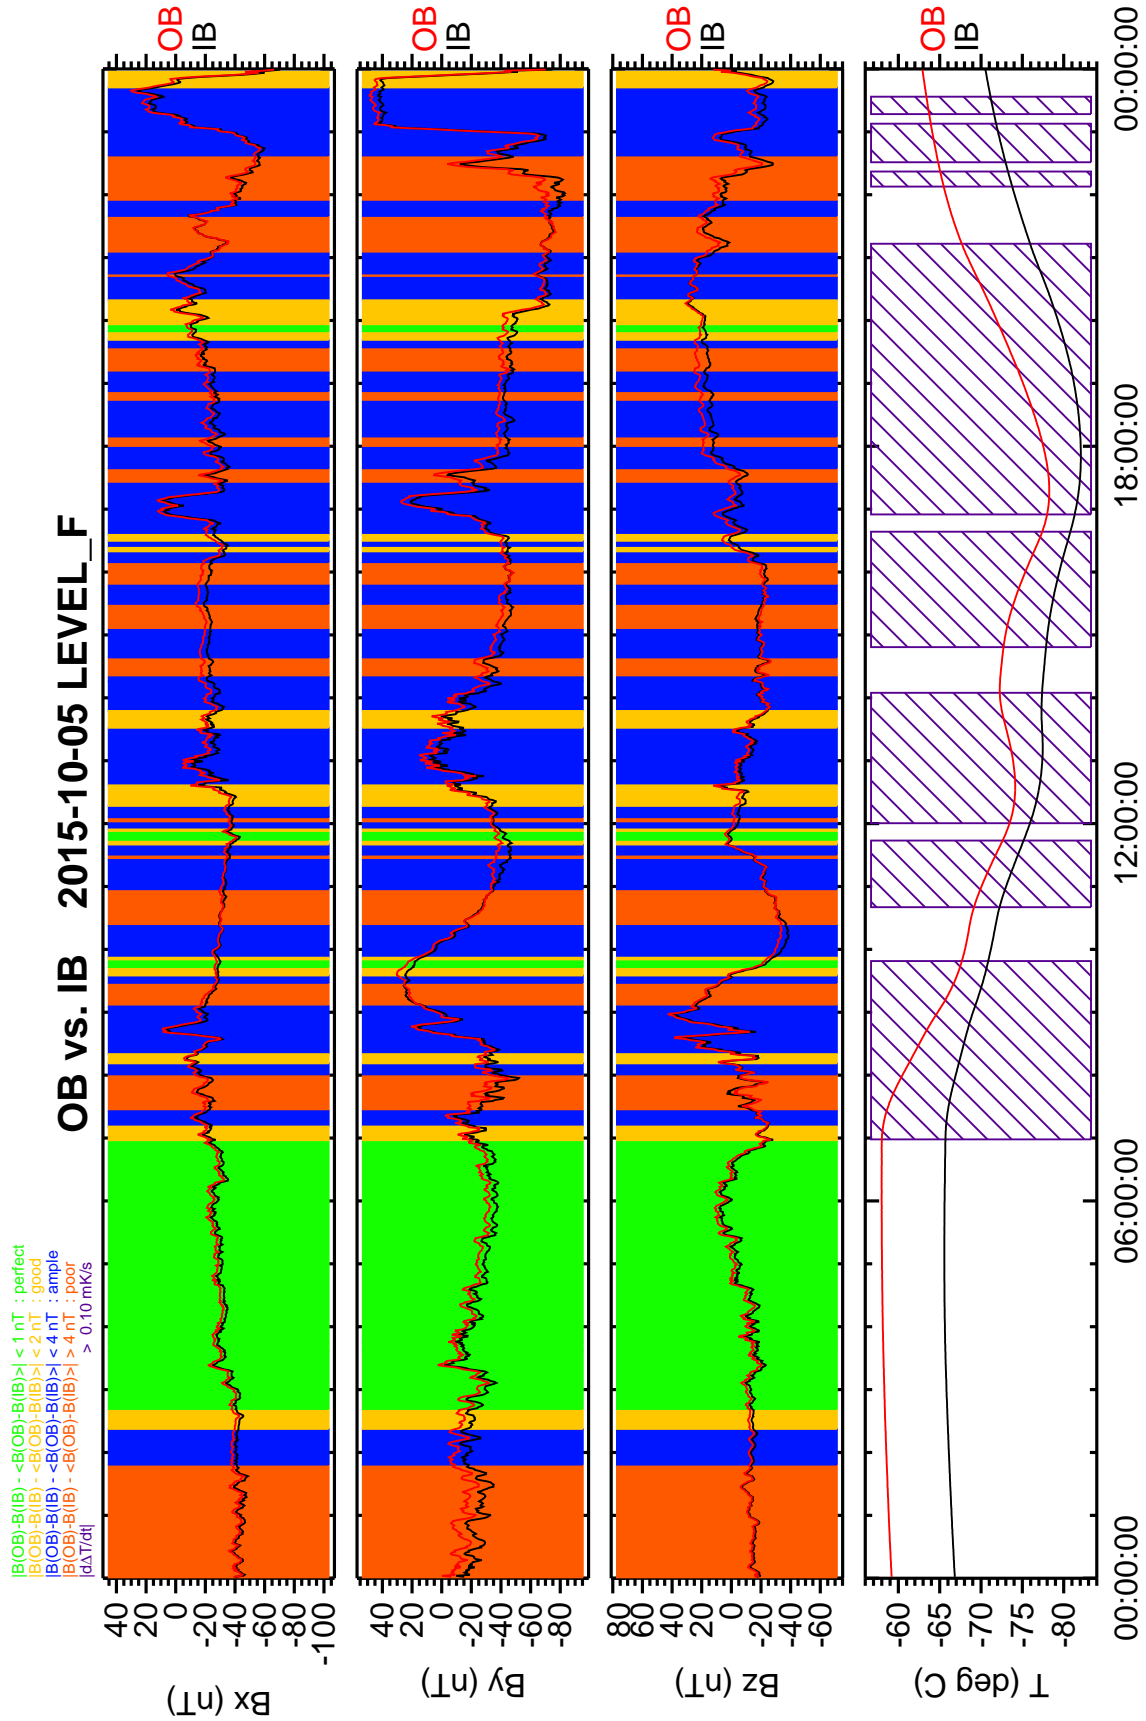 OB vs. IB 2015-10-05 LEVEL_F
|B(OB)-B(IB) - <B(OB)-B(IB)>| < 1 nT : perfect
|B(OB)-B(IB) - <B(OB)-B(IB)>| < 2 nT : good
|B(OB)-B(IB) - <B(OB)-B(IB)>| < 4 nT : ample
|B(OB)-B(IB) - <B(OB)-B(IB)>| > 4 nT : poor
|dΔT/dt| > 0.10 mK/s
Bx (nT)
40
20
0
-20
-40
-60
-80
-100
OB
IB
By (nT)
40
20
0
-20
-40
-60
-80
OB
IB
Bz (nT)
80
60
40
20
0
-20
-40
-60
OB
IB
T (deg C)
-60
-65
-70
-75
-80
OB
IB
00:00:00 06:00:00 12:00:00 18:00:00 00:00:00